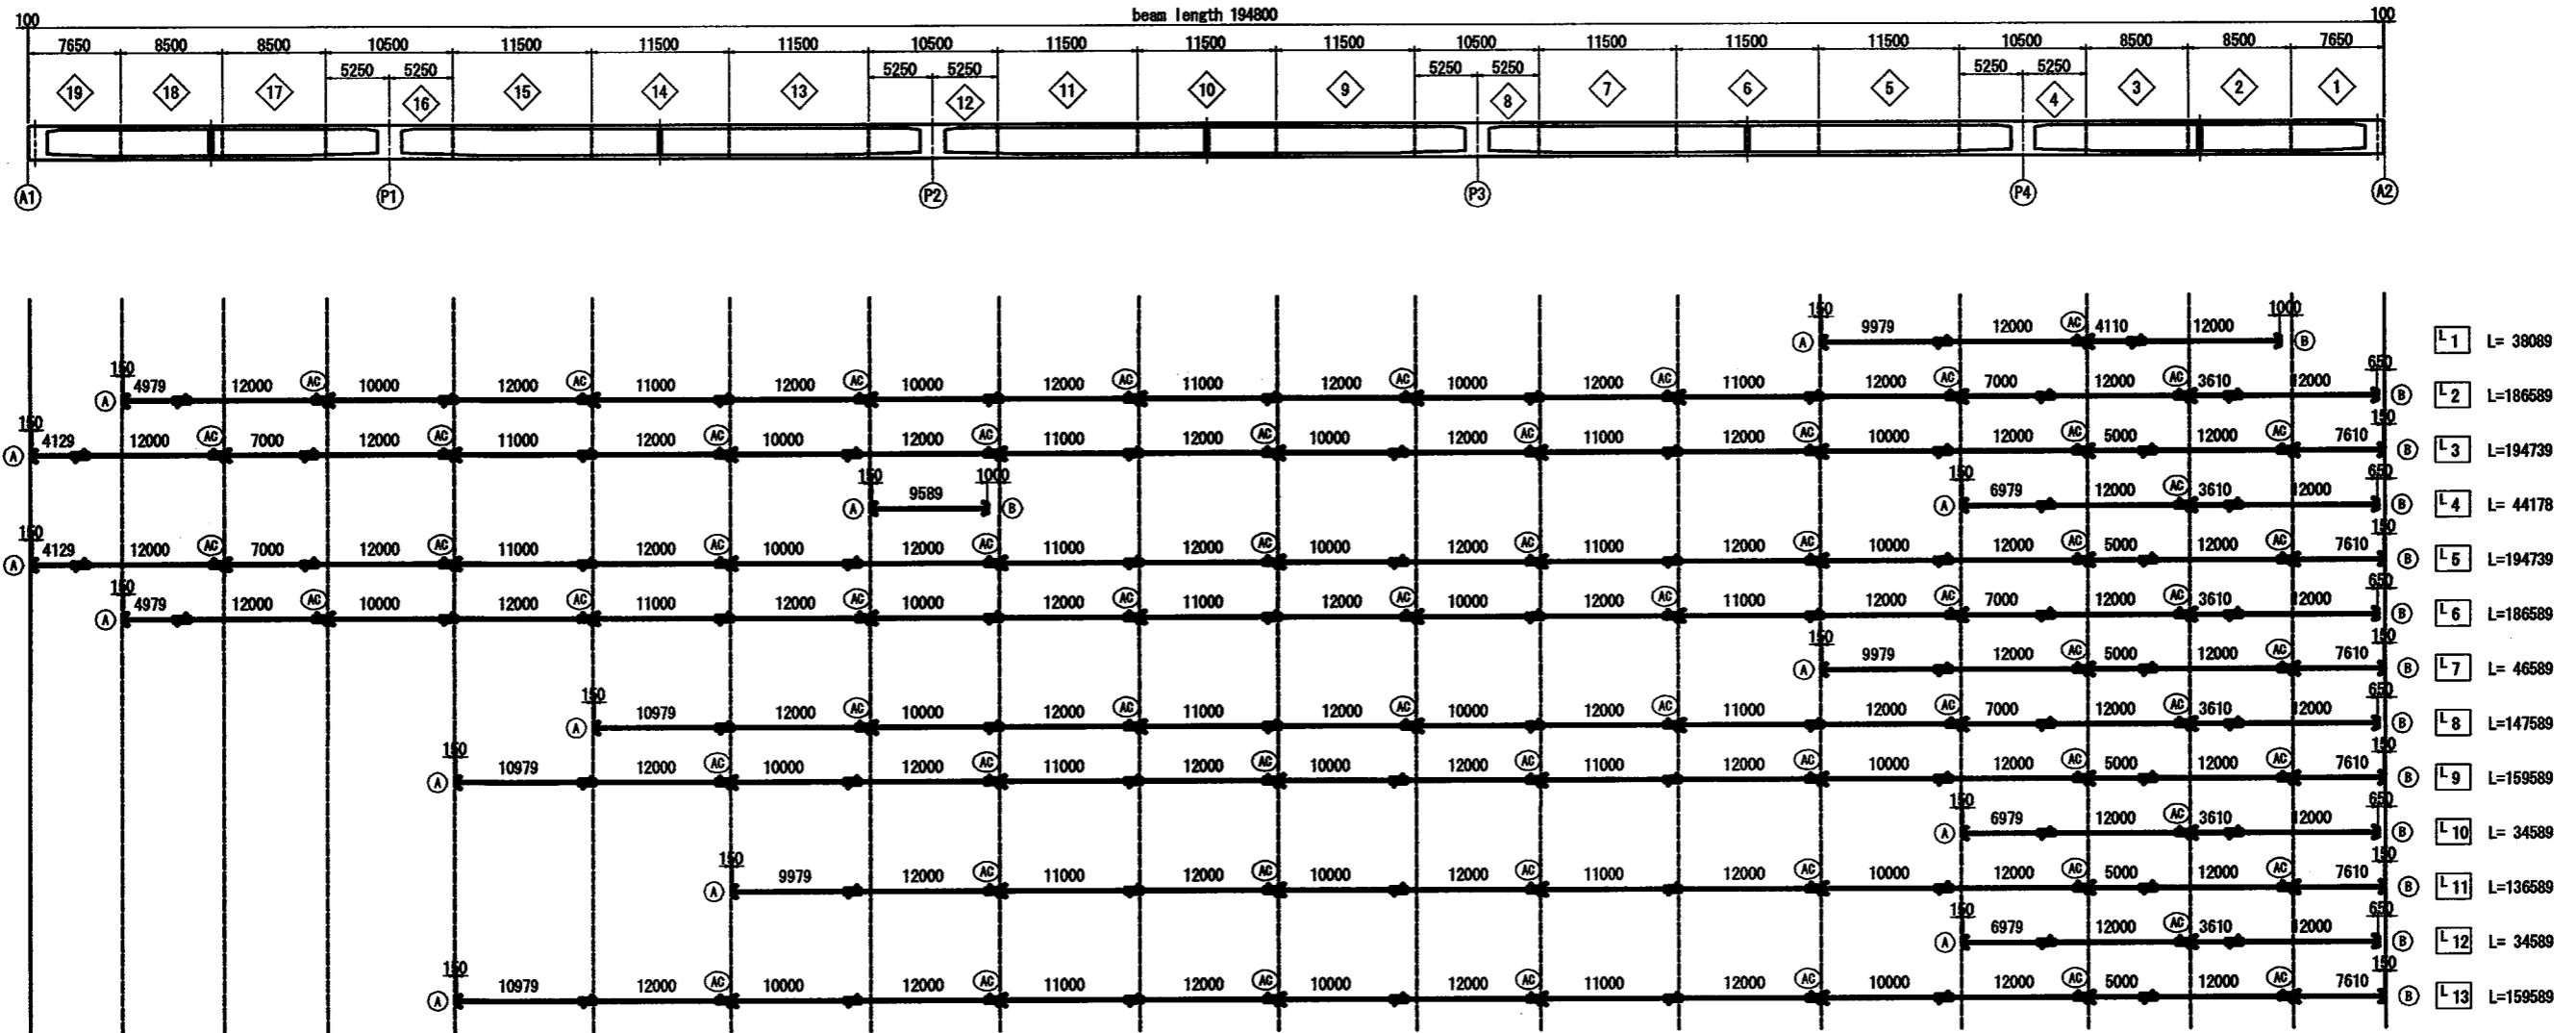 beam length 194800
100 100
7650 8500 8500 10500 11500 11500 11500 10500 11500 11500 11500 10500 11500 11500 11500 10500 8500 8500 7650
5250 5250 5250 5250 5250 5250 5250 5250
19 18 17 16 15 14 13 12 11 10 9 8 7 6 5 4 3 2 1
A1 P1 P2 P3 P4 A2
150 1000
A 9979 12000 AC 4110 12000 B L1 L= 38089
150 650
A 4979 12000 AC 10000 12000 AC 11000 12000 AC 10000 12000 AC 11000 12000 AC 10000 12000 AC 11000 12000 AC 7000 12000 AC 3610 12000 B L2 L=186589
150 150
A 4129 12000 AC 7000 12000 AC 11000 12000 AC 10000 12000 AC 11000 12000 AC 10000 12000 AC 11000 12000 AC 10000 12000 AC 5000 12000 AC 7610 B L3 L=194739
150 1000 150 650
A 9589 B A 6979 12000 AC 3610 12000 B L4 L= 44178
150 150
A 4129 12000 AC 7000 12000 AC 11000 12000 AC 10000 12000 AC 11000 12000 AC 10000 12000 AC 11000 12000 AC 10000 12000 AC 5000 12000 AC 7610 B L5 L=194739
150 650
A 4979 12000 AC 10000 12000 AC 11000 12000 AC 10000 12000 AC 11000 12000 AC 10000 12000 AC 11000 12000 AC 7000 12000 AC 3610 12000 B L6 L=186589
150 150
A 9979 12000 AC 5000 12000 AC 7610 B L7 L= 46589
150 650
A 10979 12000 AC 10000 12000 AC 11000 12000 AC 10000 12000 AC 11000 12000 AC 7000 12000 AC 3610 12000 B L8 L=147589
150 150
A 10979 12000 AC 10000 12000 AC 11000 12000 AC 10000 12000 AC 11000 12000 AC 10000 12000 AC 5000 12000 AC 7610 B L9 L=159589
150 650
A 6979 12000 AC 3610 12000 B L10 L= 34589
150 150
A 9979 12000 AC 11000 12000 AC 10000 12000 AC 11000 12000 AC 10000 12000 AC 5000 12000 AC 7610 B L11 L=136589
150 650
A 6979 12000 AC 3610 12000 B L12 L= 34589
150 150
A 10979 12000 AC 10000 12000 AC 11000 12000 AC 10000 12000 AC 11000 12000 AC 10000 12000 AC 5000 12000 AC 7610 B L13 L=159589